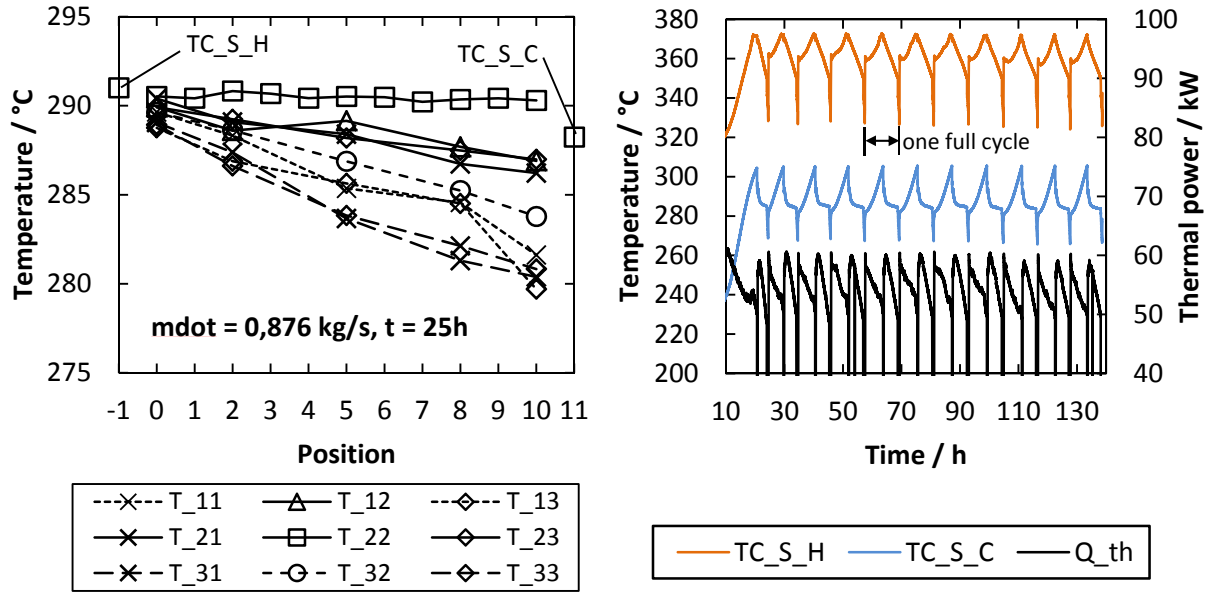 295
290
285
280
275
Temperature / °C
TC_S_H
TC_S_C
mdot = 0,876 kg/s, t = 25h
-1 0 1 2 3 4 5 6 7 8 9 10 11
Position
T_11 T_12 T_13
T_21 T_22 T_23
T_31 T_32 T_33
380
360
340
320
300
280
260
240
220
200
Temperature / °C
one full cycle
100
90
80
70
60
50
40
Thermal power / kW
10 30 50 70 90 110 130
Time / h
TC_S_H TC_S_C Q_th